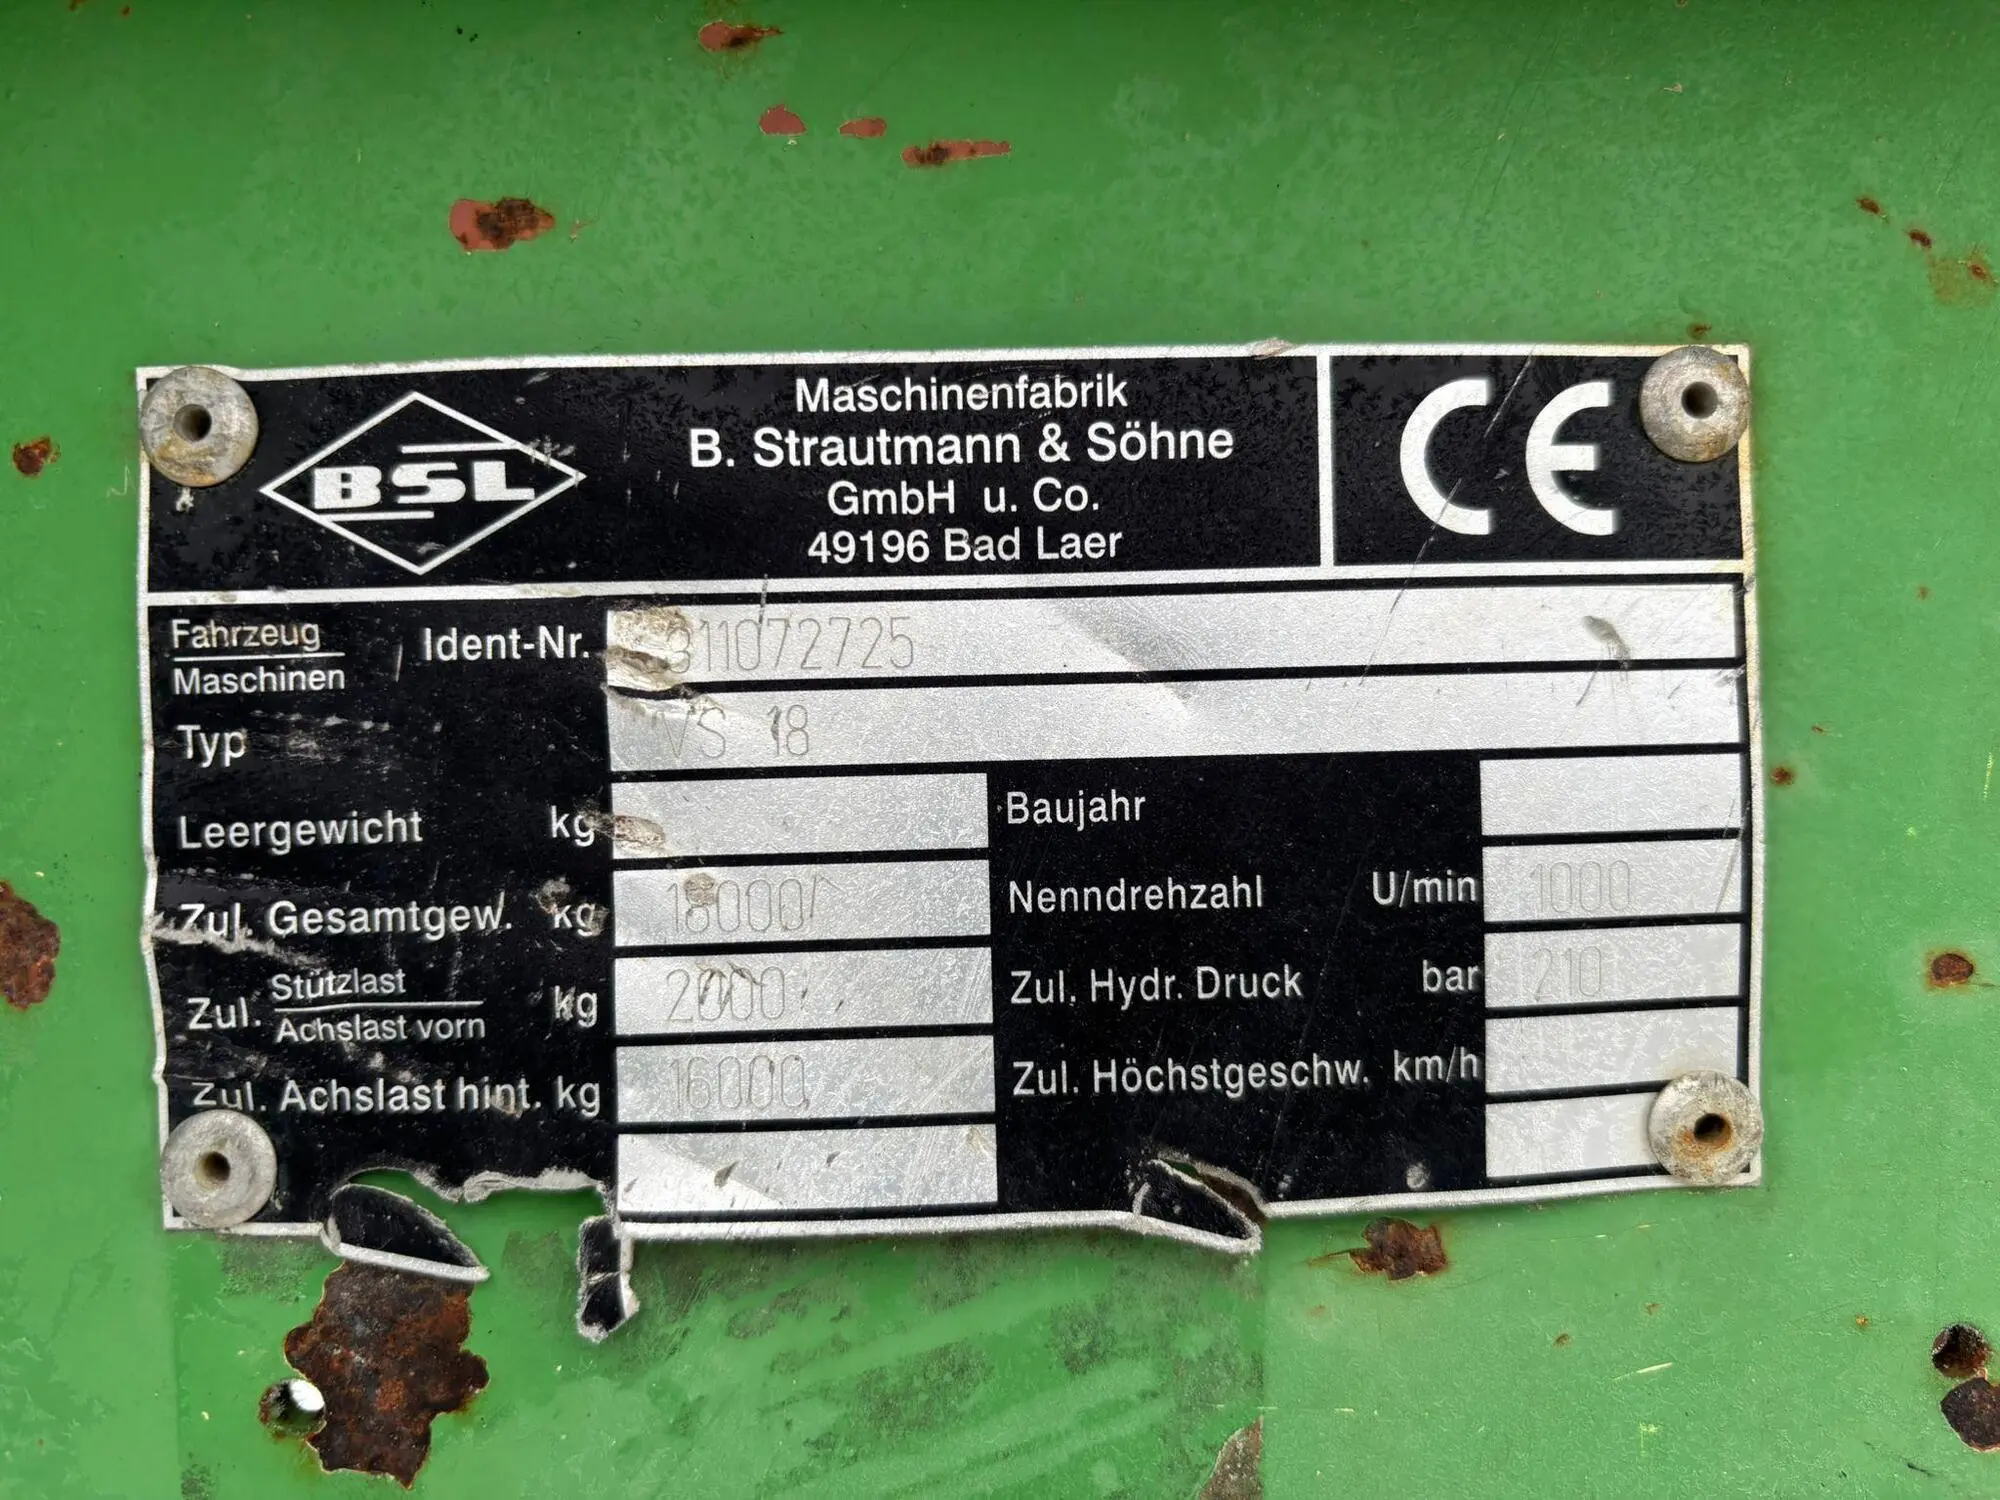 BSL
Maschinenfabrik
B. Strautmann & Söhne
GmbH u. Co.
49196 Bad Laer
CE
Fahrzeug
Maschinen
Ident-Nr. 311072725
Typ VS 18
Leergewicht kg
Baujahr
Zul. Gesamtgew. kg 18000
Nenndrehzahl U/min 1000
Zul. Stützlast
Achslast vorn kg 2000
Zul. Hydr. Druck bar 210
Zul. Achslast hint. kg 16000
Zul. Höchstgeschw. km/h